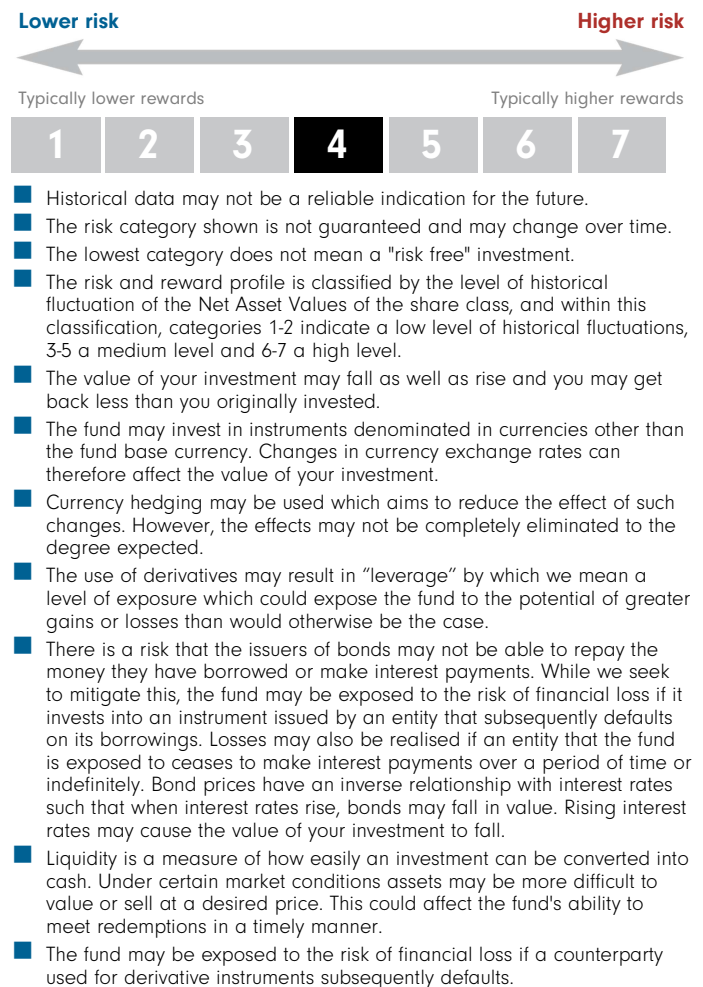 Lower risk
Higher risk
Typically lower rewards
Typically higher rewards
1 2 3 4 5 6 7
Historical data may not be a reliable indication for the future.
The risk category shown is not guaranteed and may change over time.
The lowest category does not mean a "risk free" investment.
The risk and reward profile is classified by the level of historical
fluctuation of the Net Asset Values of the share class, and within this
classification, categories 1-2 indicate a low level of historical fluctuations,
3-5 a medium level and 6-7 a high level.
The value of your investment may fall as well as rise and you may get
back less than you originally invested.
The fund may invest in instruments denominated in currencies other than
the fund base currency. Changes in currency exchange rates can
therefore affect the value of your investment.
Currency hedging may be used which aims to reduce the effect of such
changes. However, the effects may not be completely eliminated to the
degree expected.
The use of derivatives may result in “leverage” by which we mean a
level of exposure which could expose the fund to the potential of greater
gains or losses than would otherwise be the case.
There is a risk that the issuers of bonds may not be able to repay the
money they have borrowed or make interest payments. While we seek
to mitigate this, the fund may be exposed to the risk of financial loss if it
invests into an instrument issued by an entity that subsequently defaults
on its borrowings. Losses may also be realised if an entity that the fund
is exposed to ceases to make interest payments over a period of time or
indefinitely. Bond prices have an inverse relationship with interest rates
such that when interest rates rise, bonds may fall in value. Rising interest
rates may cause the value of your investment to fall.
Liquidity is a measure of how easily an investment can be converted into
cash. Under certain market conditions assets may be more difficult to
value or sell at a desired price. This could affect the fund's ability to
meet redemptions in a timely manner.
The fund may be exposed to the risk of financial loss if a counterparty
used for derivative instruments subsequently defaults.